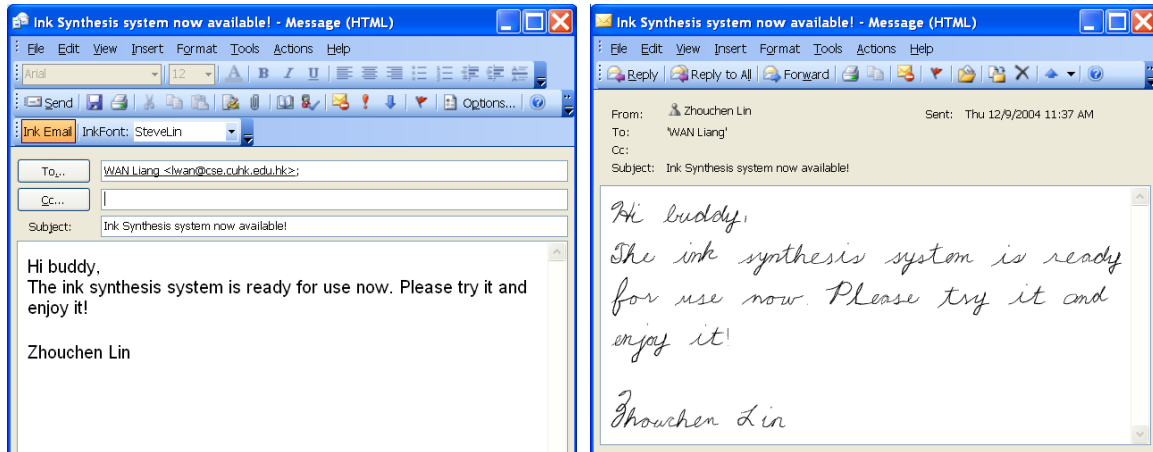 Ink Synthesis system now available! - Message (HTML)
File Edit View Insert Format Tools Actions Help
Arial 12 A B I U
Send Options...
Ink Email InkFont: SteveLin
To... WAN Liang <lwan@cse.cuhk.edu.hk>;
Cc...
Subject: Ink Synthesis system now available!
Hi buddy,
The ink synthesis system is ready for use now. Please try it and
enjoy it!
Zhouchen Lin
Ink Synthesis system now available! - Message (HTML)
File Edit View Insert Format Tools Actions Help
Reply Reply to All Forward
From: Zhouchen Lin Sent: Thu 12/9/2004 11:37 AM
To: 'WAN Liang'
Cc:
Subject: Ink Synthesis system now available!
Hi buddy,
The ink synthesis system is ready
for use now. Please try it and
enjoy it!
Zhouchen Lin